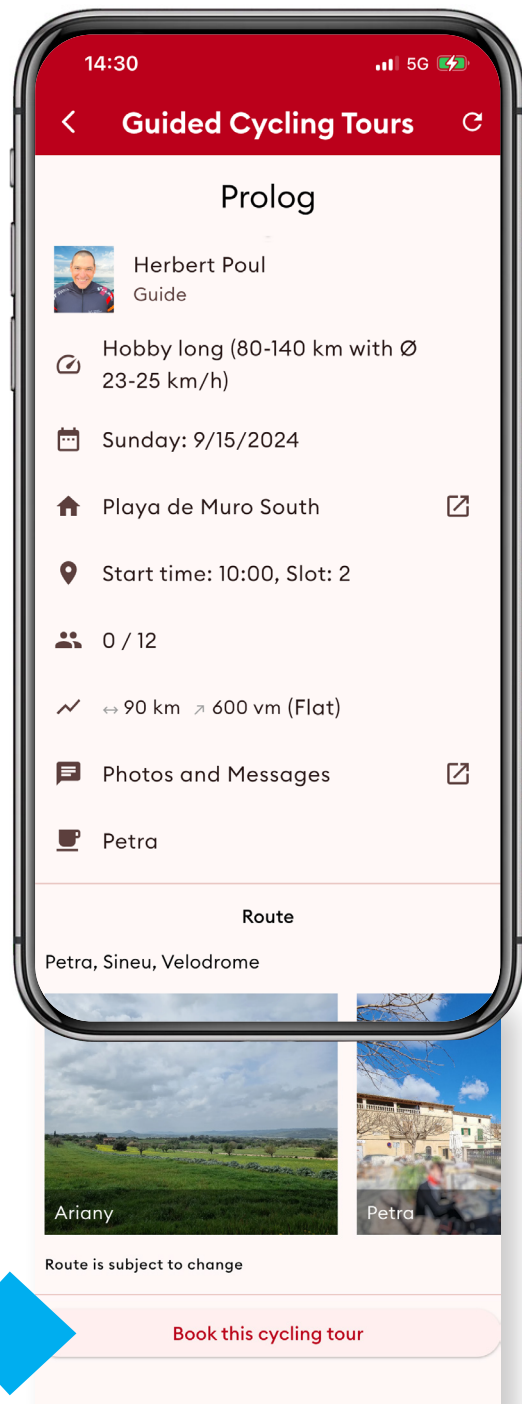 14:30
5G
Guided Cycling Tours
Prolog
Herbert Poul
Guide
Hobby long (80-140 km with Ø
23-25 km/h)
Sunday: 9/15/2024
Playa de Muro South
Start time: 10:00, Slot: 2
0 / 12
↔ 90 km ↗ 600 vm (Flat)
Photos and Messages
Petra
Route
Petra, Sineu, Velodrome
Ariany
Petra
Route is subject to change
Book this cycling tour